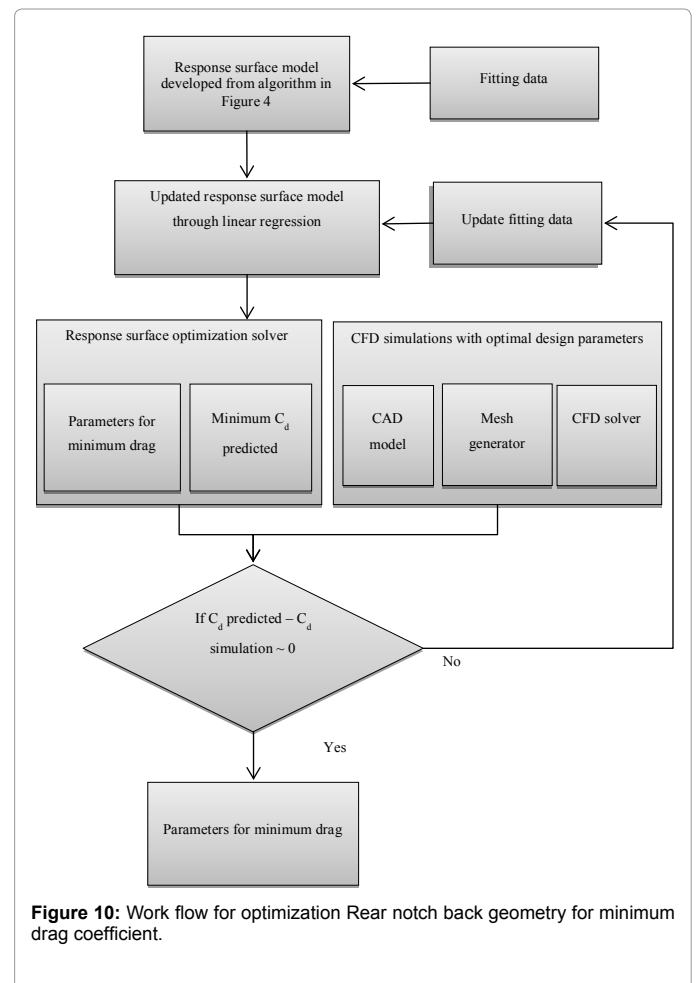 Response surface model
developed from algorithm in
Figure 4
Fitting data
Updated response surface model
through linear regression
Update fitting data
Response surface optimization solver
Parameters for
minimum drag
Minimum C_d
predicted
CFD simulations with optimal design parameters
CAD
model
Mesh
generator
CFD solver
If C_d predicted – C_d
simulation ~ 0
No
Yes
Parameters for minimum drag
Figure 10: Work flow for optimization Rear notch back geometry for minimum
drag coefficient.